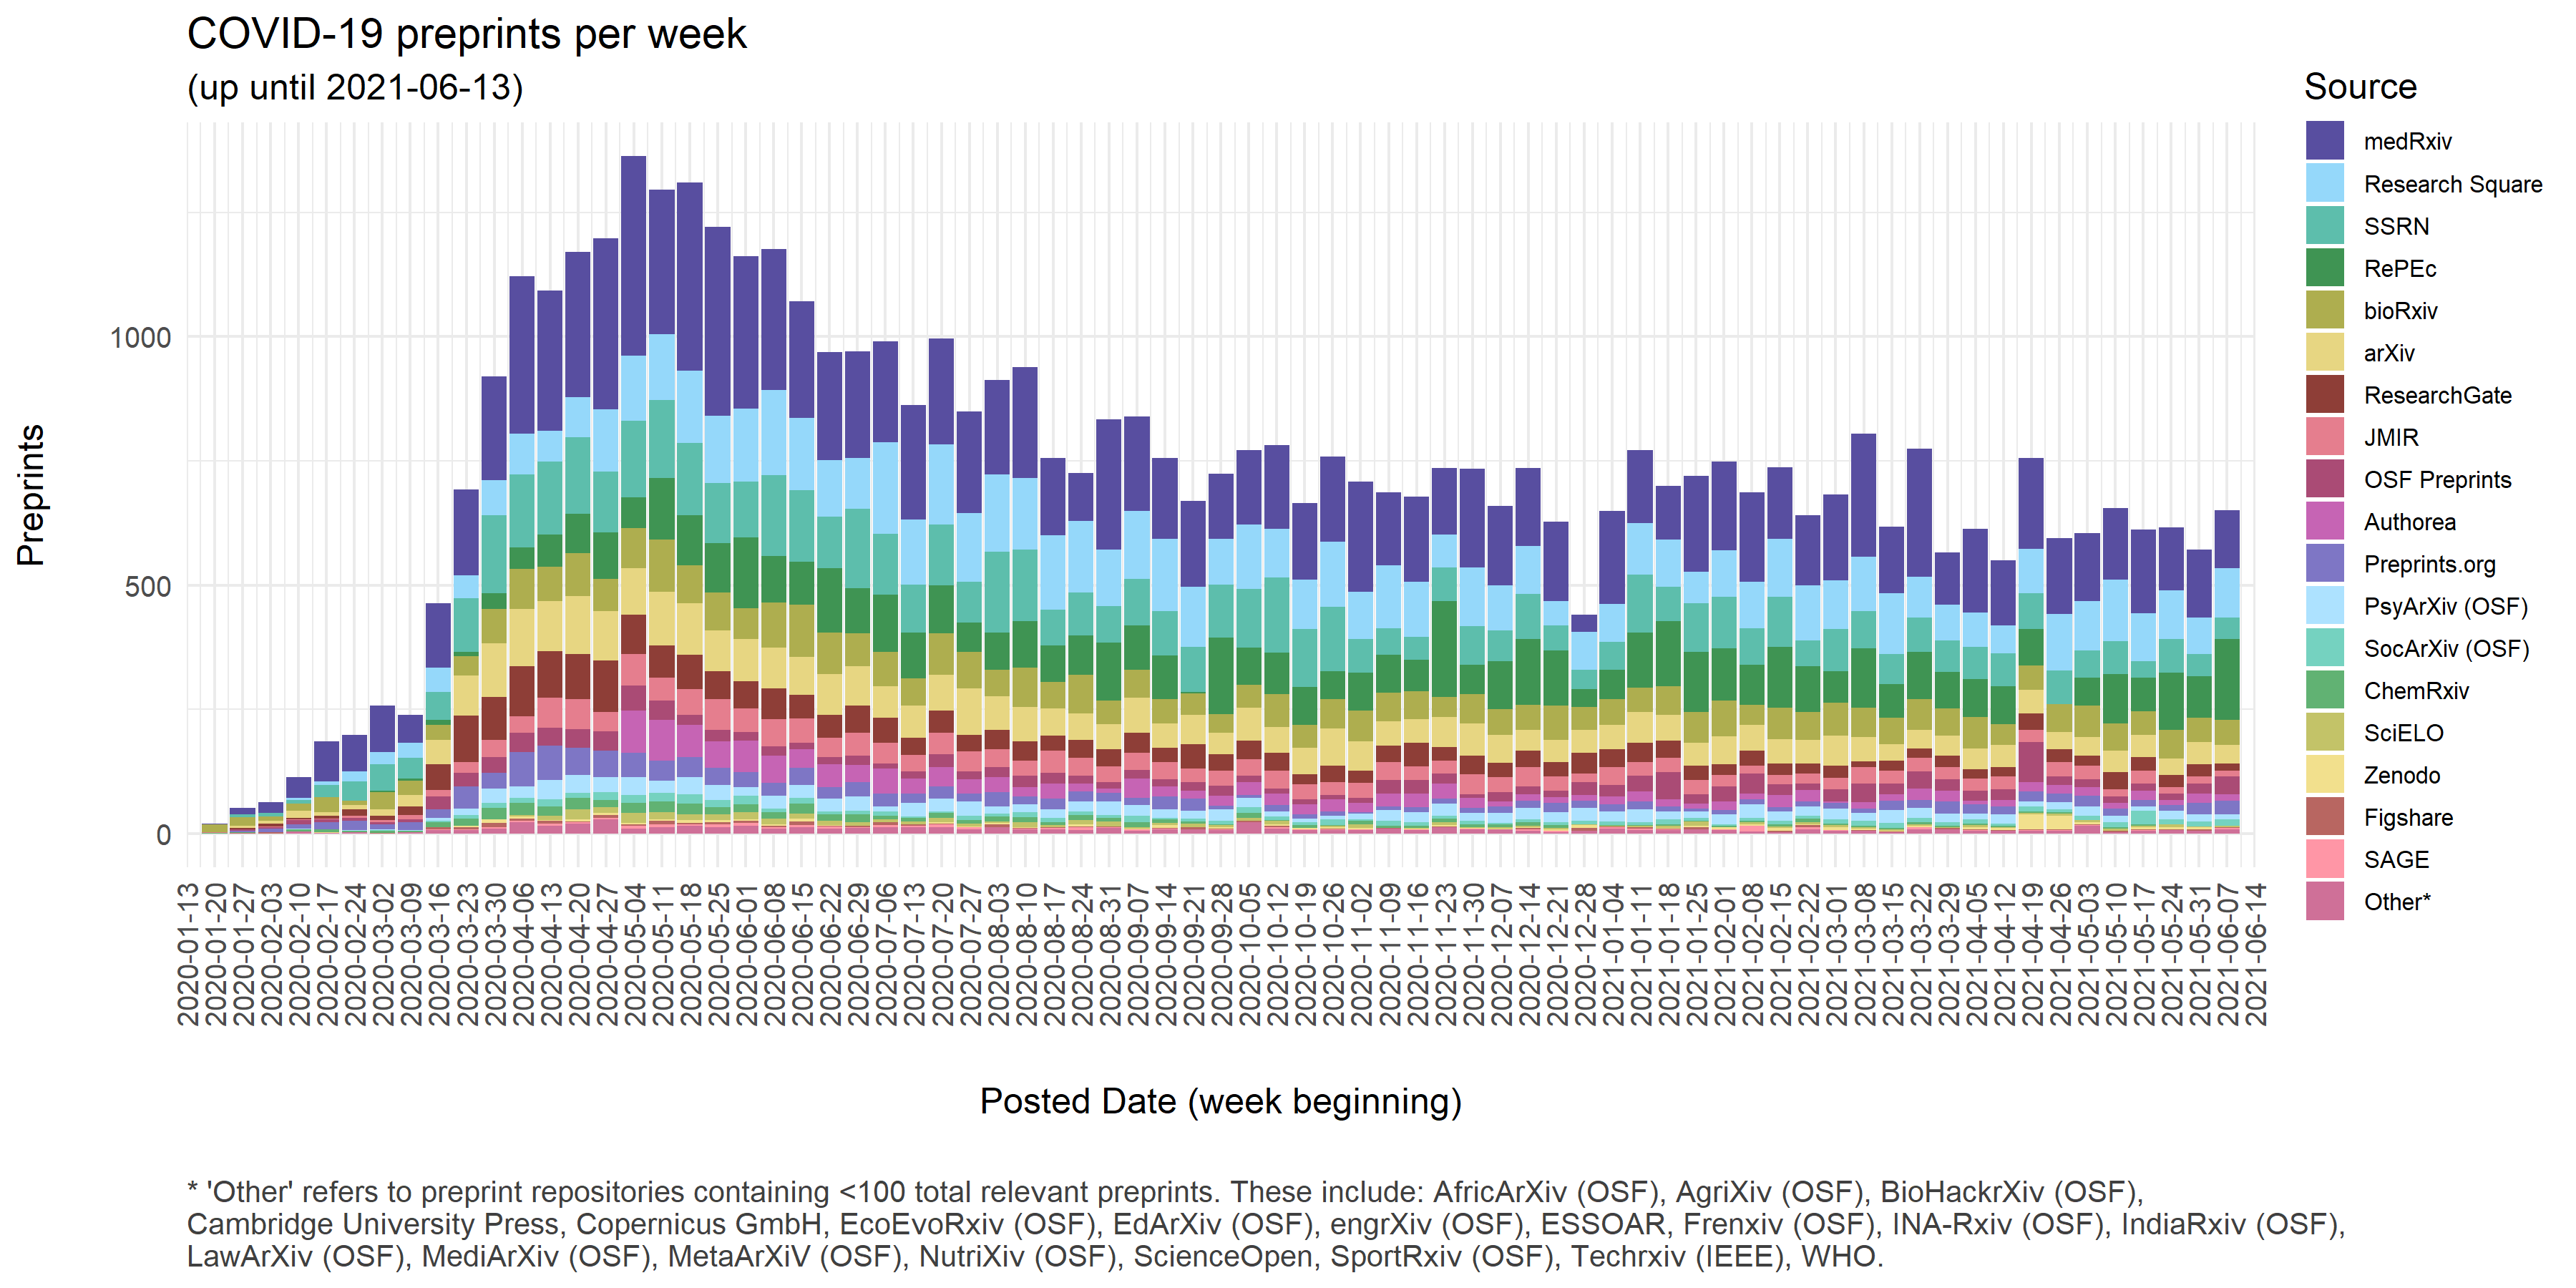 COVID-19 preprints per week
(up until 2021-06-13)
Source
medRxiv
Research Square
SSRN
RePEc
bioRxiv
arXiv
ResearchGate
JMIR
OSF Preprints
Authorea
Preprints.org
PsyArXiv (OSF)
SocArXiv (OSF)
ChemRxiv
SciELO
Zenodo
Figshare
SAGE
Other*
Preprints
1000
500
0
2020-01-13
2020-01-20
2020-01-27
2020-02-03
2020-02-10
2020-02-17
2020-02-24
2020-03-02
2020-03-09
2020-03-16
2020-03-23
2020-03-30
2020-04-06
2020-04-13
2020-04-20
2020-04-27
2020-05-04
2020-05-11
2020-05-18
2020-05-25
2020-06-01
2020-06-08
2020-06-15
2020-06-22
2020-06-29
2020-07-06
2020-07-13
2020-07-20
2020-07-27
2020-08-03
2020-08-10
2020-08-17
2020-08-24
2020-08-31
2020-09-07
2020-09-14
2020-09-21
2020-09-28
2020-10-05
2020-10-12
2020-10-19
2020-10-26
2020-11-02
2020-11-09
2020-11-16
2020-11-23
2020-11-30
2020-12-07
2020-12-14
2020-12-21
2020-12-28
2021-01-04
2021-01-11
2021-01-18
2021-01-25
2021-02-01
2021-02-08
2021-02-15
2021-02-22
2021-03-01
2021-03-08
2021-03-15
2021-03-22
2021-03-29
2021-04-05
2021-04-12
2021-04-19
2021-04-26
2021-05-03
2021-05-10
2021-05-17
2021-05-24
2021-05-31
2021-06-07
2021-06-14
Posted Date (week beginning)
* 'Other' refers to preprint repositories containing <100 total relevant preprints. These include: AfricArXiv (OSF), AgriXiv (OSF), BioHackrXiv (OSF),
Cambridge University Press, Copernicus GmbH, EcoEvoRxiv (OSF), EdArXiv (OSF), engrXiv (OSF), ESSOAR, Frenxiv (OSF), INA-Rxiv (OSF), IndiaRxiv (OSF),
LawArXiv (OSF), MediArXiv (OSF), MetaArXiV (OSF), NutriXiv (OSF), ScienceOpen, SportRxiv (OSF), Techrxiv (IEEE), WHO.